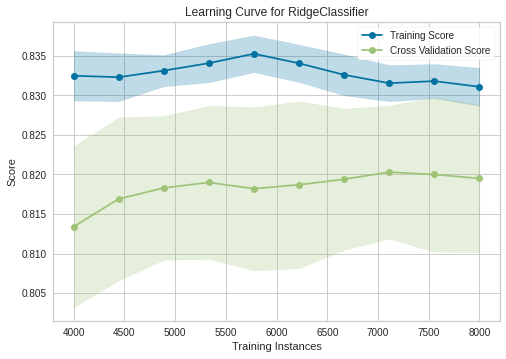 Learning Curve for RidgeClassifier
Training Score
Cross Validation Score
Score
0.835
0.830
0.825
0.820
0.815
0.810
0.805
4000 4500 5000 5500 6000 6500 7000 7500 8000
Training Instances